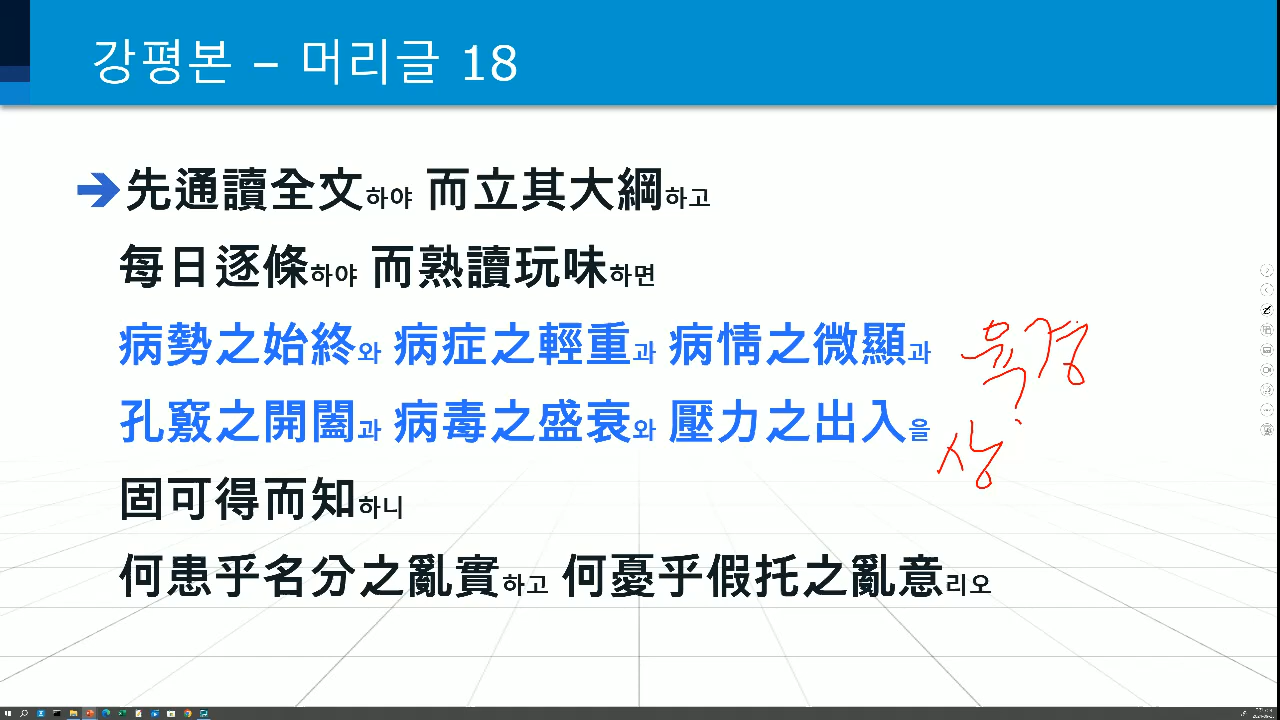 강평본 – 머리글 18
➔先通讀全文하야 而立其大綱하고
每日逐條하야 而熟讀玩味하면
病勢之始終와 病症之輕重과 病情之微顯과
육경
孔竅之開闔과 病毒之盛衰와 壓力之出入을
상
固可得而知하니
何患乎名分之亂實하고 何憂乎假托之亂意리오